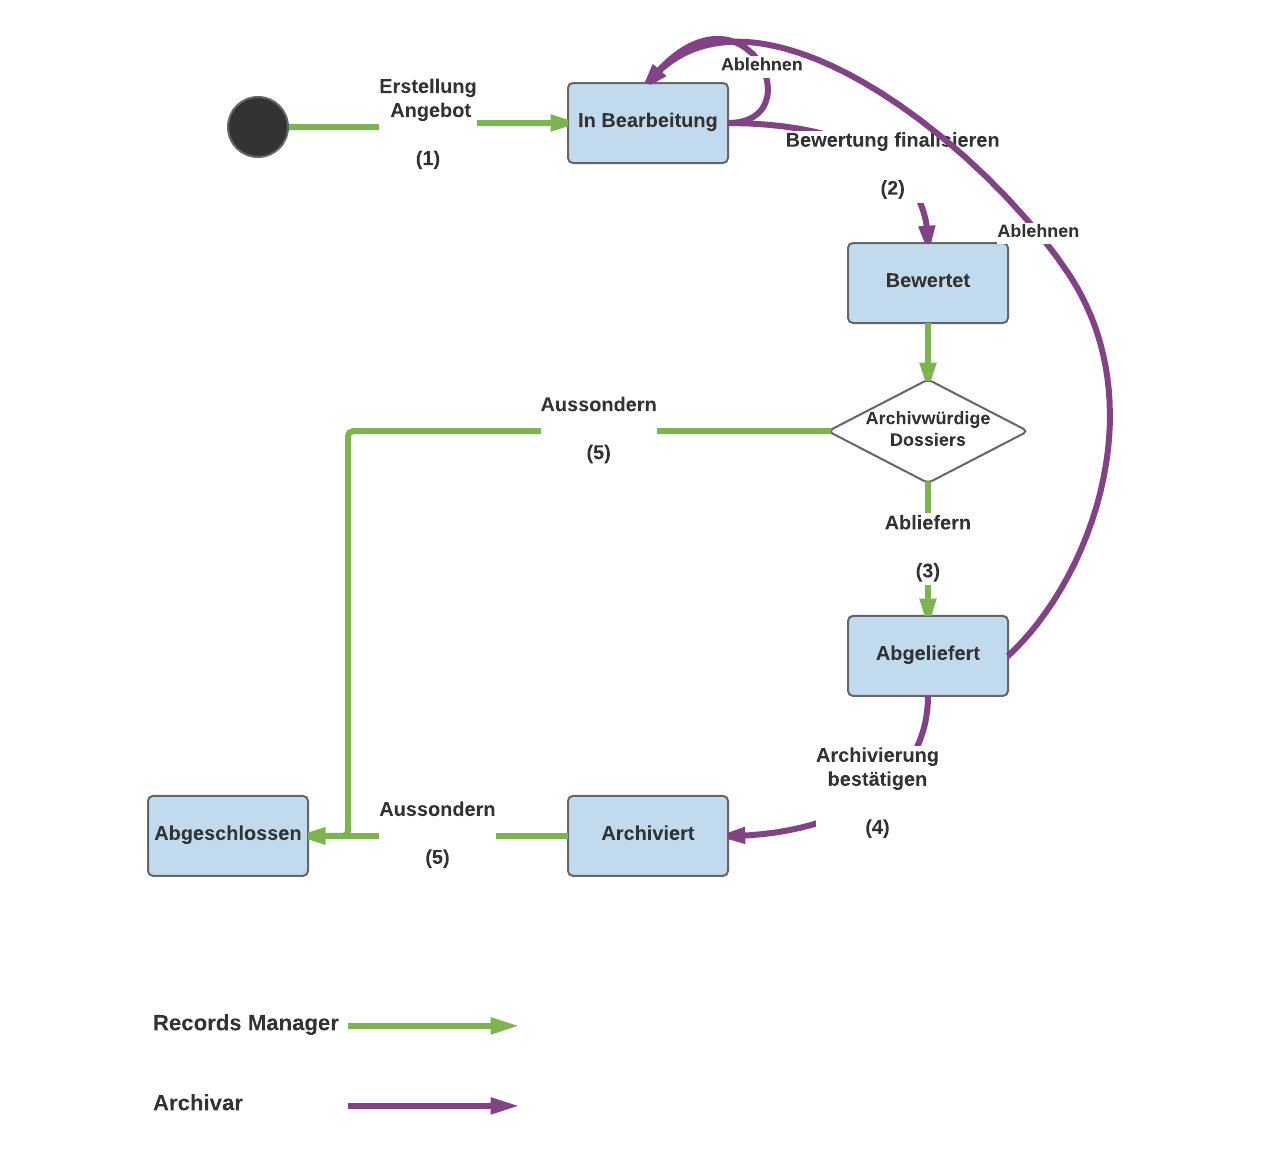 Erstellung
Angebot
(1)
In Bearbeitung
Ablehnen
Bewertung finalisieren
(2)
Ablehnen
Bewertet
Archivwürdige
Dossiers
Aussondern
(5)
Abliefern
(3)
Abgeliefert
Archivierung
bestätigen
(4)
Archiviert
Aussondern
(5)
Abgeschlossen
Records Manager
Archivar